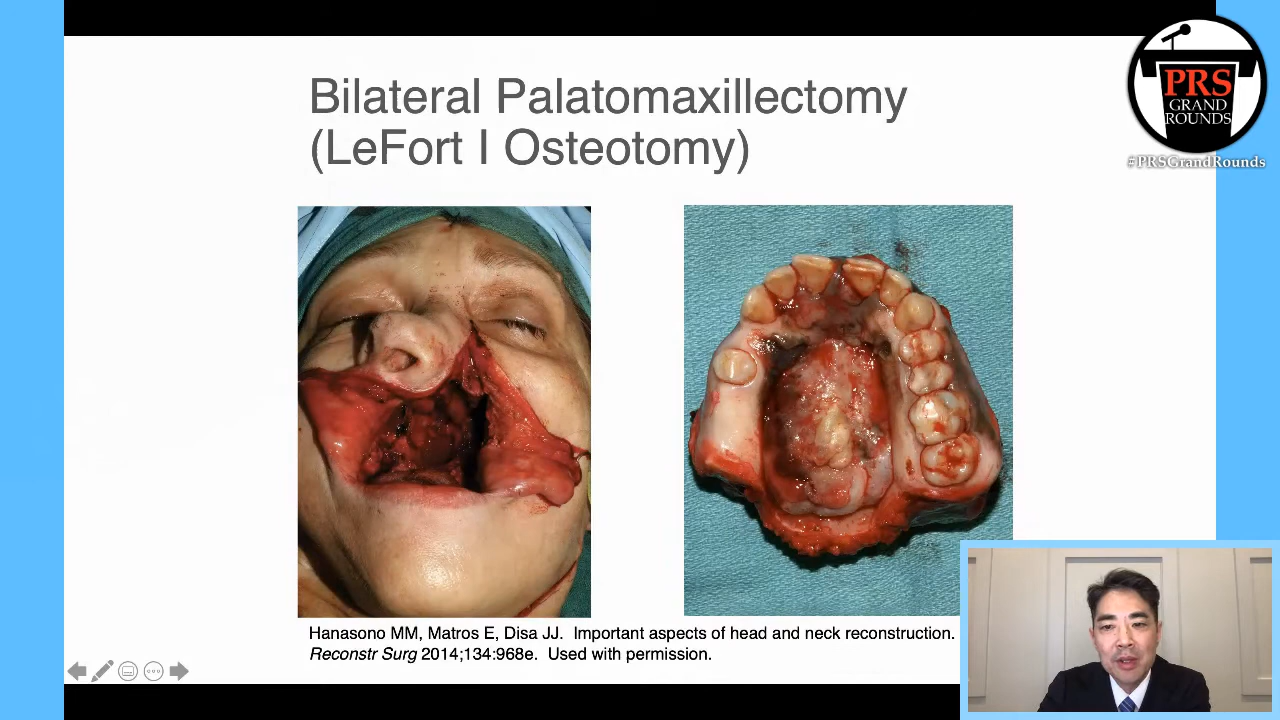 Bilateral Palatomaxillectomy
(LeFort I Osteotomy)
PRS
GRAND
ROUNDS
#PRSGrandRounds
Hanasono MM, Matros E, Disa JJ.  Important aspects of head and neck reconstruction.
Reconstr Surg 2014;134:968e.  Used with permission.